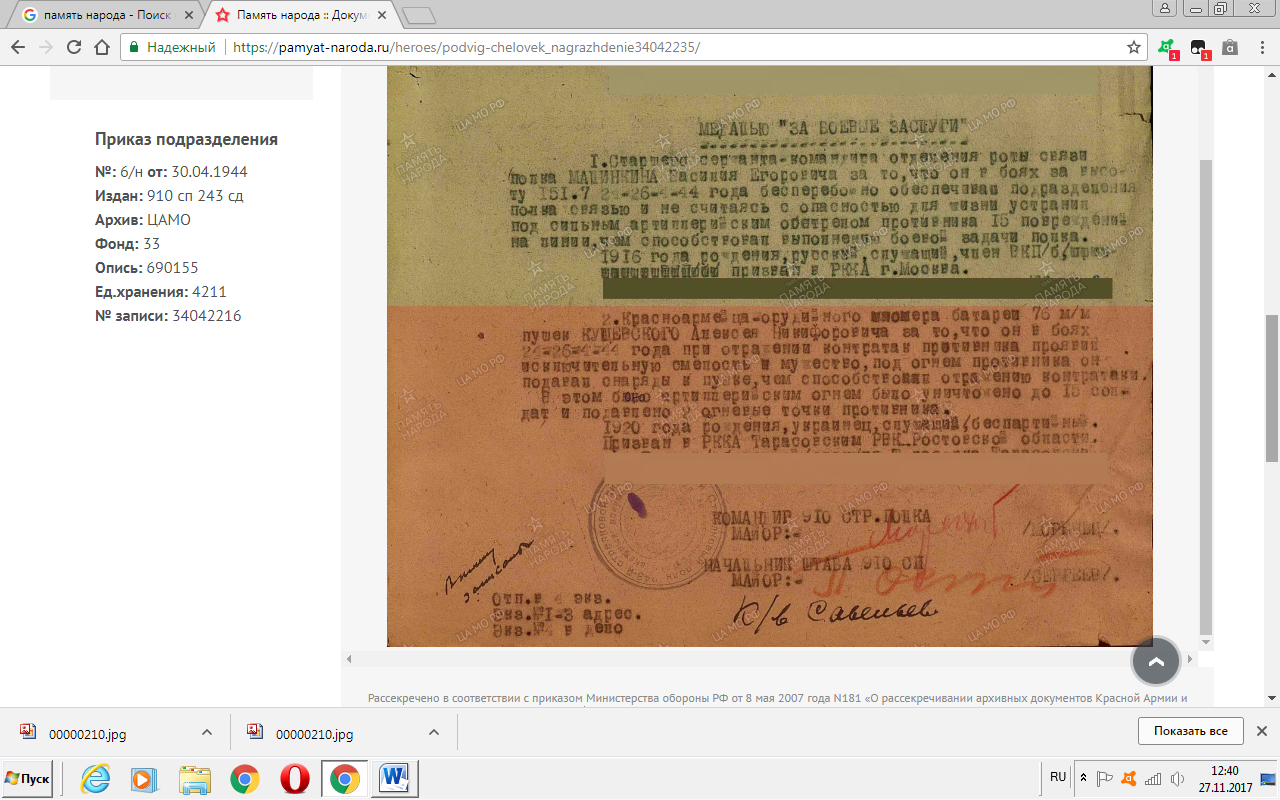 память народа - Поиск
Память народа :: Докум
Надежный
https://pamyat-naroda.ru/heroes/podvig-chelovek_nagrazhdenie34042235/
1
1
Приказ подразделения
№: б/н от: 30.04.1944
Издан: 910 сп 243 сд
Архив: ЦАМО
Фонд: 33
Опись: 690155
Ед.хранения: 4211
№ записи: 34042216
МЕДАЛЬЮ "ЗА БОЕВЫЕ ЗАСЛУГИ"
1.Старшего сержанта-командира отделения роты связи
полка МАШИНКИНА Василия Егоровича за то,что он в боях за высо-
ту 151.7 24-26-4-44 года бесперебойно обеспечивал подразделения
полка связью и не считаясь с опасностью для жизни устранил
под сильным артиллерийским обстрелом противника 15 повреждений
на линии,чем способствовал выполнению боевой задачи полка.
1916 года рождения,русский,служащий,член ВКП/б/,
призван в РККА г.Москва.
2.Красноармейца-орудийного номера батареи 76 м/м
пушек КУЩЕВСКОГО Алексея Никифоровича за то,что он в боях
24-26-4-44 года при отражении контратак противника проявил
исключительную смелость и мужество,под огнем противника он
подавал снаряды к пушке,чем способствовал отражению контратаки.
В этом бою артиллерийским огнем было уничтожено до 15 сол-
дат и подавлено 2 огневые точки противника.
1920 года рождения,украинец,служащий,беспартийный.
Призван в РККА Тарасовским РВК Ростовской области.
КОМАНДИР 910 СТР.ПОЛКА
МАЙОР:-
НАЧАЛЬНИК ШТАБА 910 СП
МАЙОР:-
/СЕРГЕЕВ/.
Отп.в 4 экз.
Экз.№1-3 адрес.
Экз.№4 в дело
К/в Савельев
ПАМЯТЬ НАРОДА
ЦА МО РФ
Рассекречено в соответствии с приказом Министерства обороны РФ от 8 мая 2007 года N181 «О рассекречивании архивных документов Красной Армии и
00000210.jpg
00000210.jpg
Показать все
Пуск
RU
12:40
27.11.2017